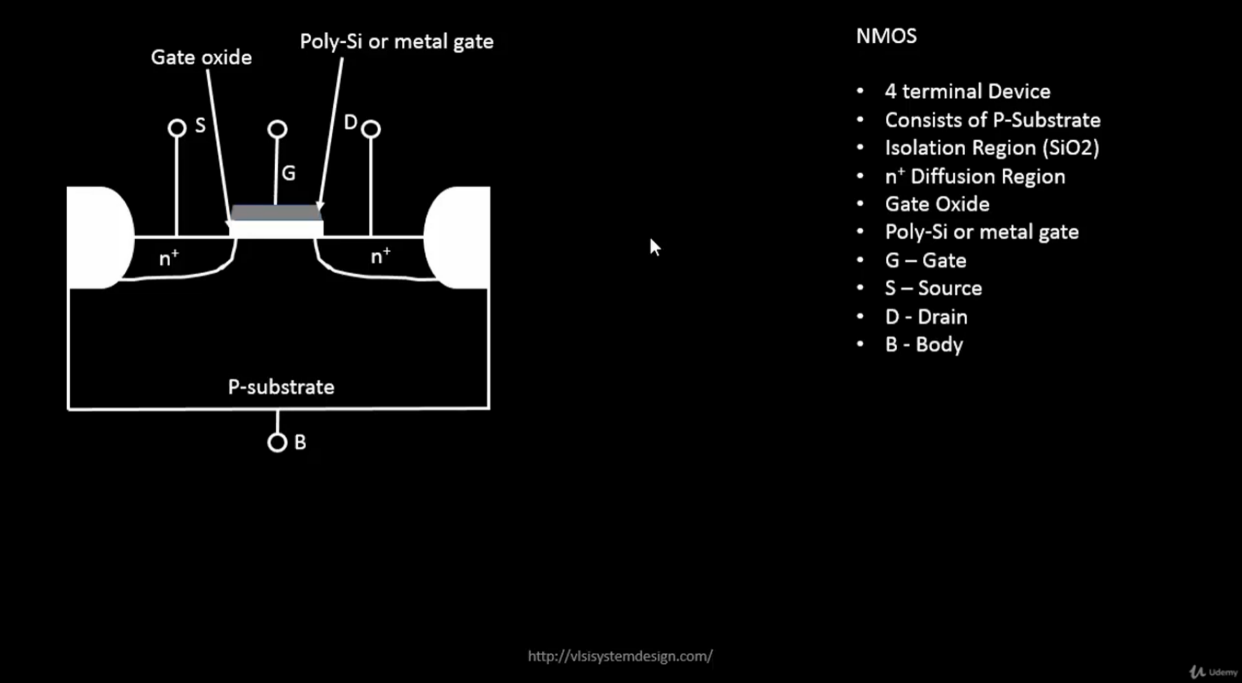 Gate oxide
Poly-Si or metal gate
S
G
D
n⁺
n⁺
P-substrate
B
NMOS
• 4 terminal Device
• Consists of P-Substrate
• Isolation Region (SiO2)
• n⁺ Diffusion Region
• Gate Oxide
• Poly-Si or metal gate
• G – Gate
• S – Source
• D - Drain
• B - Body
http://vlsisystemdesign.com/
Udemy